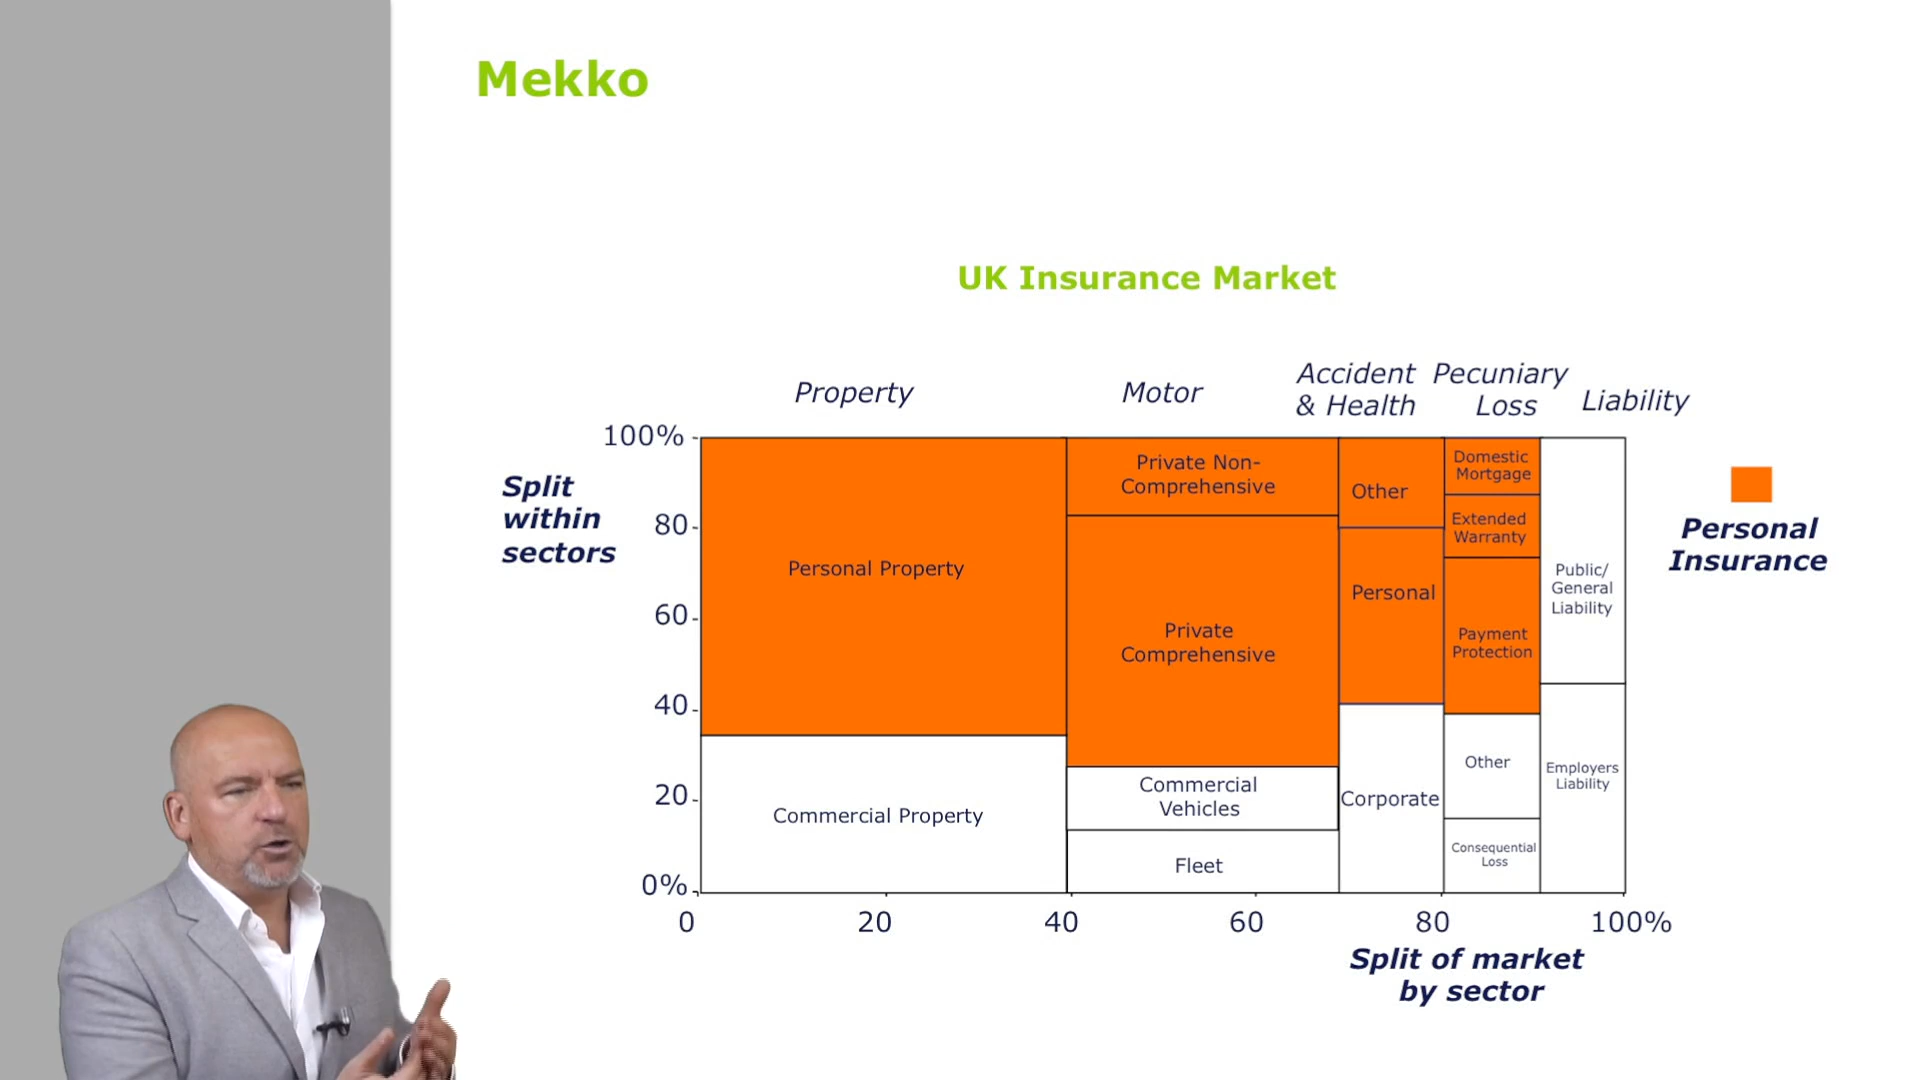 Mekko
UK Insurance Market
Property
Motor
Accident
& Health
Pecuniary
Loss
Liability
Split
within
sectors
100%
80
60
40
20
0%
Personal Property
Commercial Property
Private Non-
Comprehensive
Private
Comprehensive
Commercial
Vehicles
Fleet
Other
Personal
Corporate
Domestic
Mortgage
Extended
Warranty
Payment
Protection
Other
Consequential
Loss
Public/
General
Liability
Employers
Liability
Personal
Insurance
0
20
40
60
80
100%
Split of market
by sector